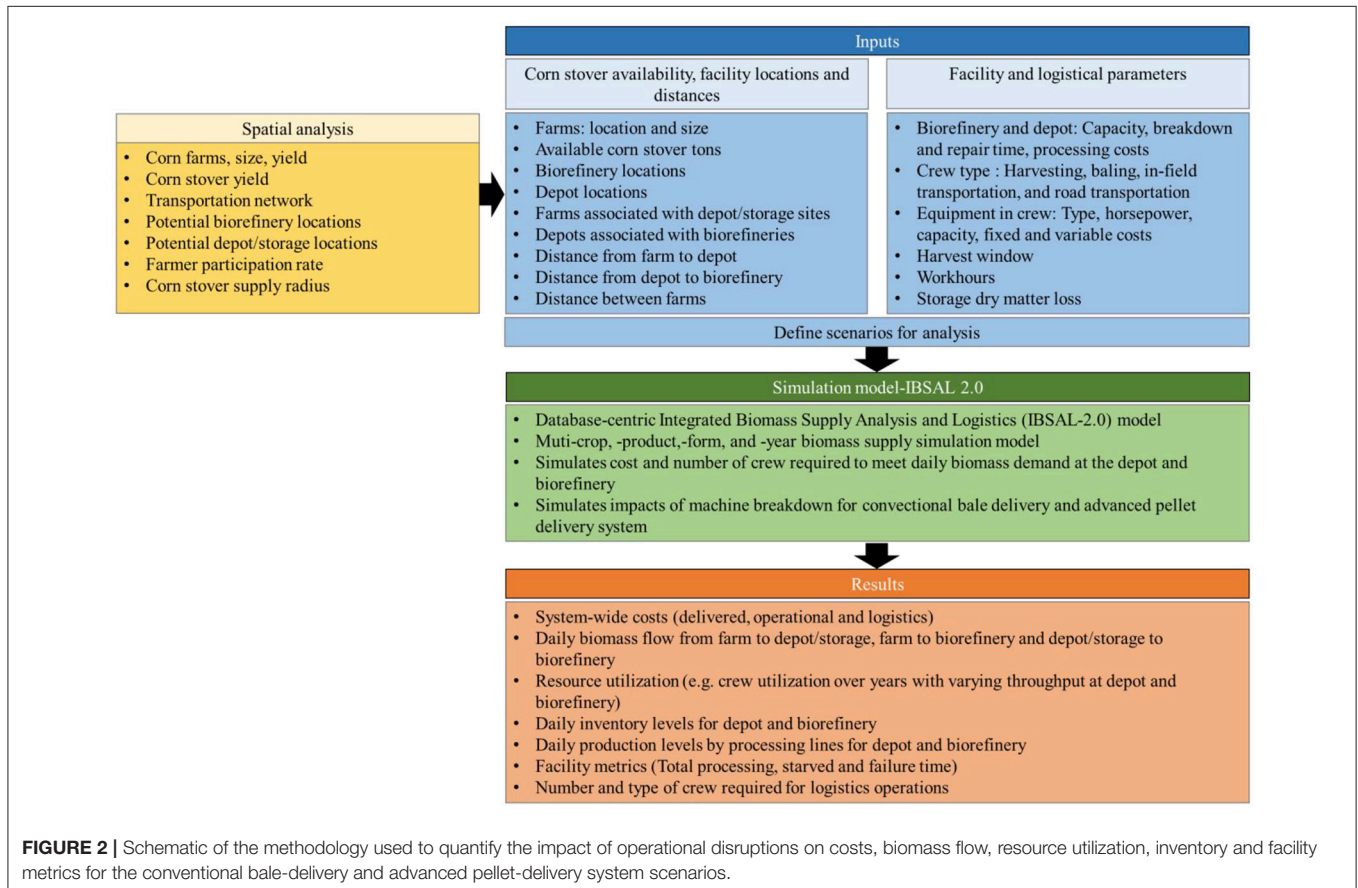 Spatial analysis
• Corn farms, size, yield
• Corn stover yield
• Transportation network
• Potential biorefinery locations
• Potential depot/storage locations
• Farmer participation rate
• Corn stover supply radius
Inputs
Corn stover availability, facility locations and
distances
• Farms: location and size
• Available corn stover tons
• Biorefinery locations
• Depot locations
• Farms associated with depot/storage sites
• Depots associated with biorefineries
• Distance from farm to depot
• Distance from depot to biorefinery
• Distance between farms
Facility and logistical parameters
• Biorefinery and depot: Capacity, breakdown
and repair time, processing costs
• Crew type : Harvesting, baling, in-field
transportation, and road transportation
• Equipment in crew: Type, horsepower,
capacity, fixed and variable costs
• Harvest window
• Workhours
• Storage dry matter loss
Define scenarios for analysis
Simulation model-IBSAL 2.0
• Database-centric Integrated Biomass Supply Analysis and Logistics (IBSAL-2.0) model
• Muti-crop, -product,-form, and -year biomass supply simulation model
• Simulates cost and number of crew required to meet daily biomass demand at the depot and
biorefinery
• Simulates impacts of machine breakdown for convectional bale delivery and advanced pellet
delivery system
Results
• System-wide costs (delivered, operational and logistics)
• Daily biomass flow from farm to depot/storage, farm to biorefinery and depot/storage to
biorefinery
• Resource utilization (e.g. crew utilization over years with varying throughput at depot and
biorefinery)
• Daily inventory levels for depot and biorefinery
• Daily production levels by processing lines for depot and biorefinery
• Facility metrics (Total processing, starved and failure time)
• Number and type of crew required for logistics operations
FIGURE 2 | Schematic of the methodology used to quantify the impact of operational disruptions on costs, biomass flow, resource utilization, inventory and facility
metrics for the conventional bale-delivery and advanced pellet-delivery system scenarios.